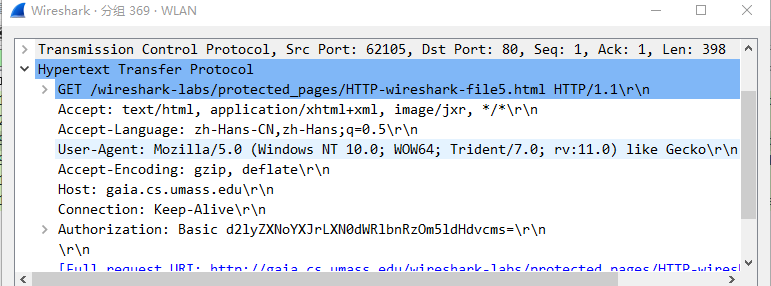 Wireshark · 分组 369 · WLAN
Transmission Control Protocol, Src Port: 62105, Dst Port: 80, Seq: 1, Ack: 1, Len: 398
Hypertext Transfer Protocol
GET /wireshark-labs/protected_pages/HTTP-wireshark-file5.html HTTP/1.1\r\n
Accept: text/html, application/xhtml+xml, image/jxr, */*\r\n
Accept-Language: zh-Hans-CN,zh-Hans;q=0.5\r\n
User-Agent: Mozilla/5.0 (Windows NT 10.0; WOW64; Trident/7.0; rv:11.0) like Gecko\r\n
Accept-Encoding: gzip, deflate\r\n
Host: gaia.cs.umass.edu\r\n
Connection: Keep-Alive\r\n
Authorization: Basic d2lyZXNoYXJrLXN0dWRlbnRzOm5ldHdvcms=\r\n
\r\n
[Full request URI: http://gaia.cs.umass.edu/wireshark-labs/protected_pages/HTTP-wires